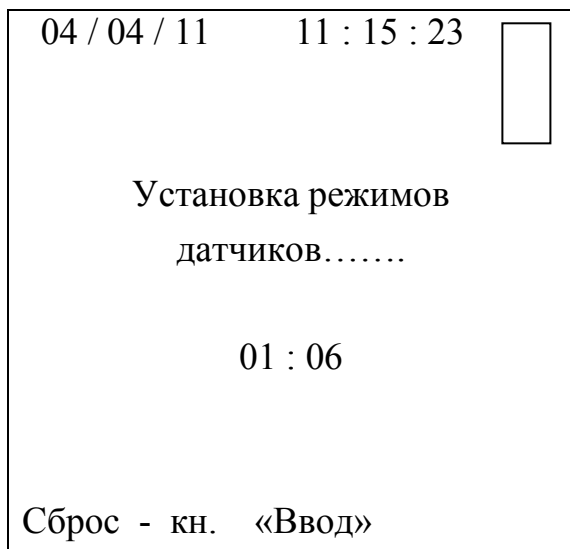 04 / 04 / 11 11 : 15 : 23
Установка режимов
датчиков…….
01 : 06
Сброс - кн. «Ввод»